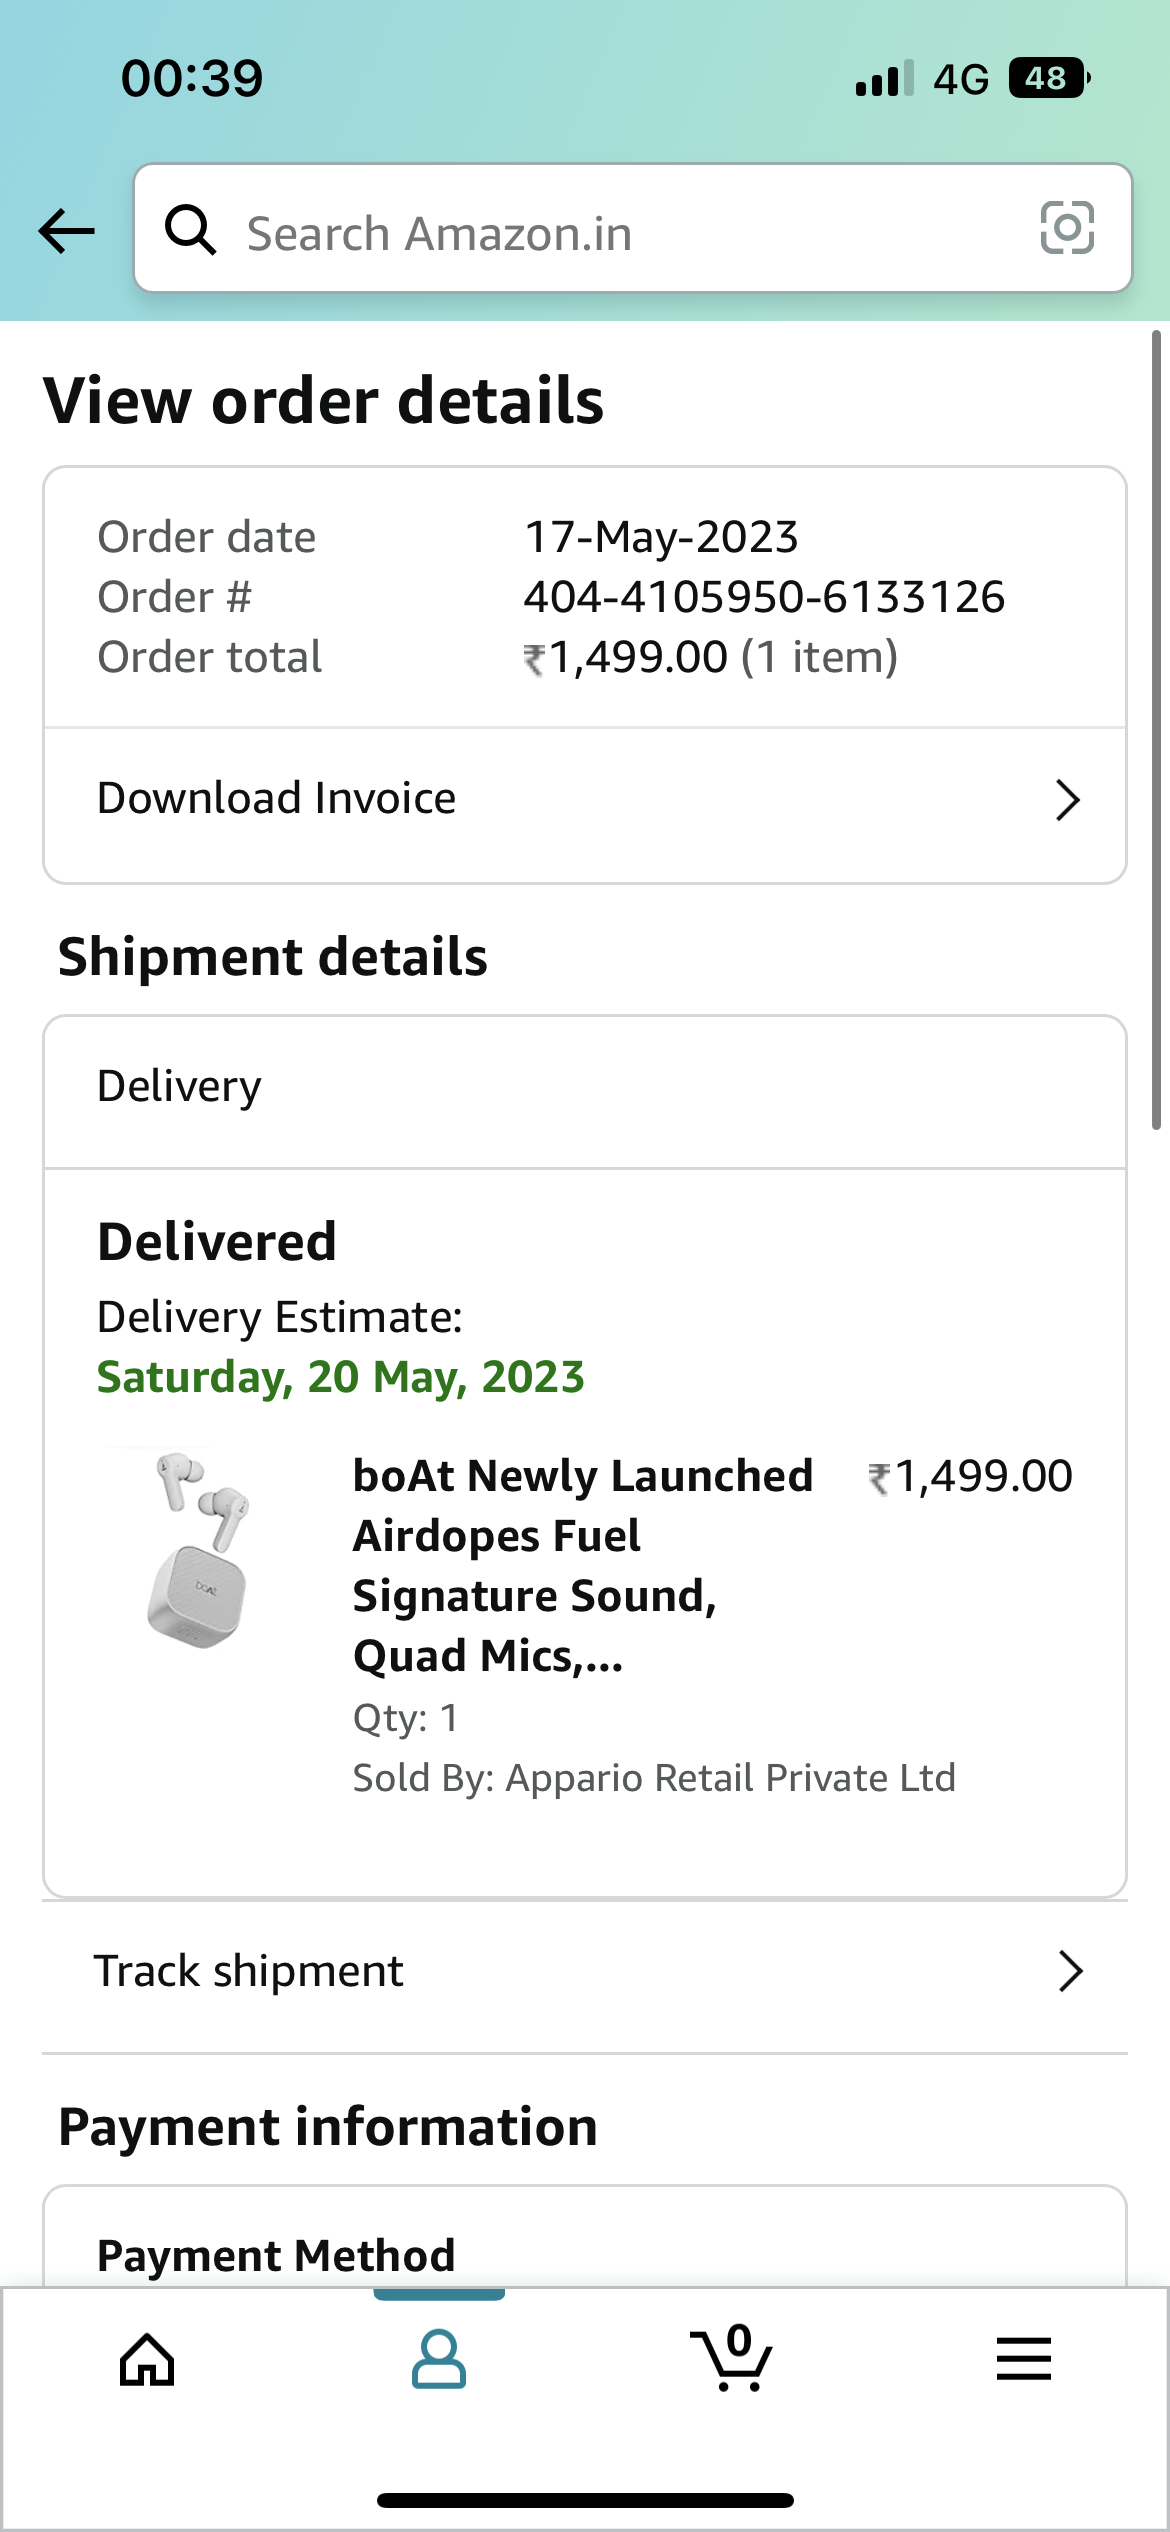 00:39
4G 48
Search Amazon.in
View order details
Order date 17-May-2023
Order # 404-4105950-6133126
Order total ₹1,499.00 (1 item)
Download Invoice
Shipment details
Delivery
Delivered
Delivery Estimate:
Saturday, 20 May, 2023
boAt Newly Launched ₹1,499.00
Airdopes Fuel
Signature Sound,
Quad Mics,...
Qty: 1
Sold By: Appario Retail Private Ltd
boAt
Track shipment
Payment information
Payment Method
0